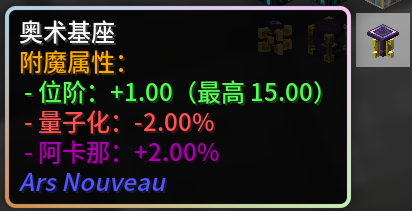 奥术基座
附魔属性：
- 位阶：+1.00（最高 15.00）
- 量子化：-2.00%
- 阿卡那：+2.00%
Ars Nouveau